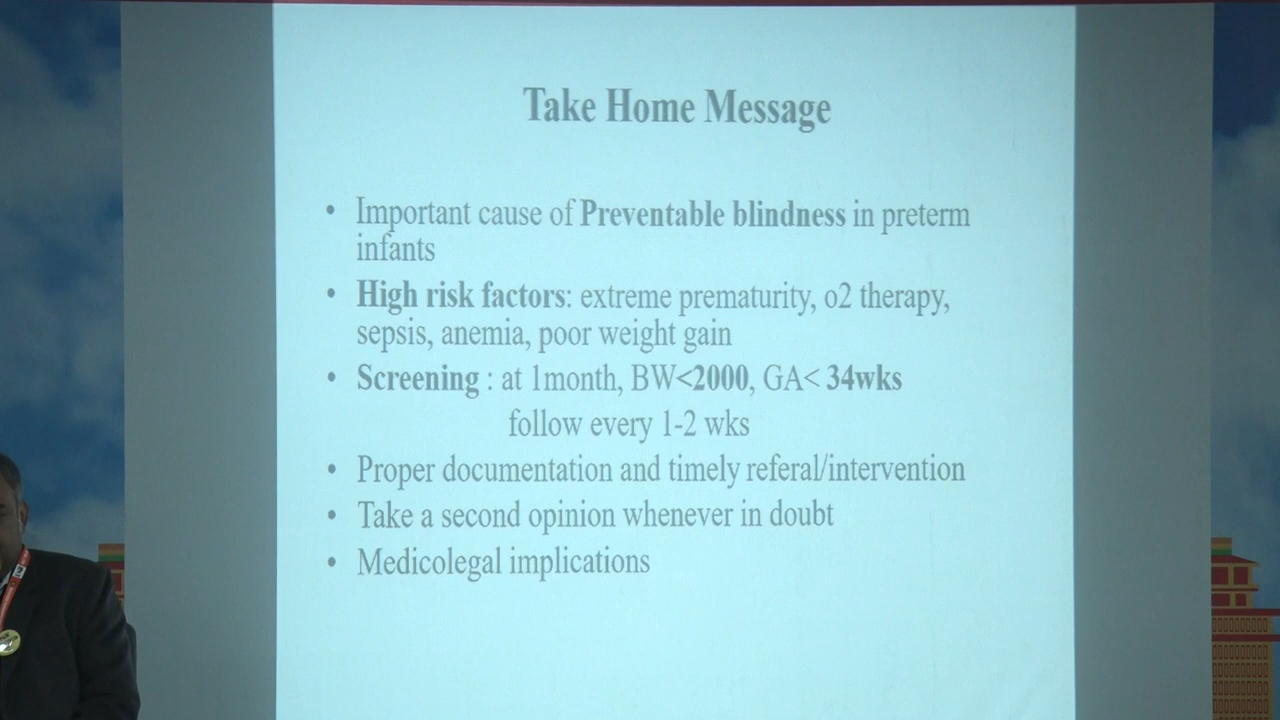 Take Home Message
• Important cause of Preventable blindness in preterm
infants
• High risk factors: extreme prematurity, o2 therapy,
sepsis, anemia, poor weight gain
• Screening : at 1month, BW<2000, GA< 34wks
follow every 1-2 wks
• Proper documentation and timely referal/intervention
• Take a second opinion whenever in doubt
• Medicolegal implications